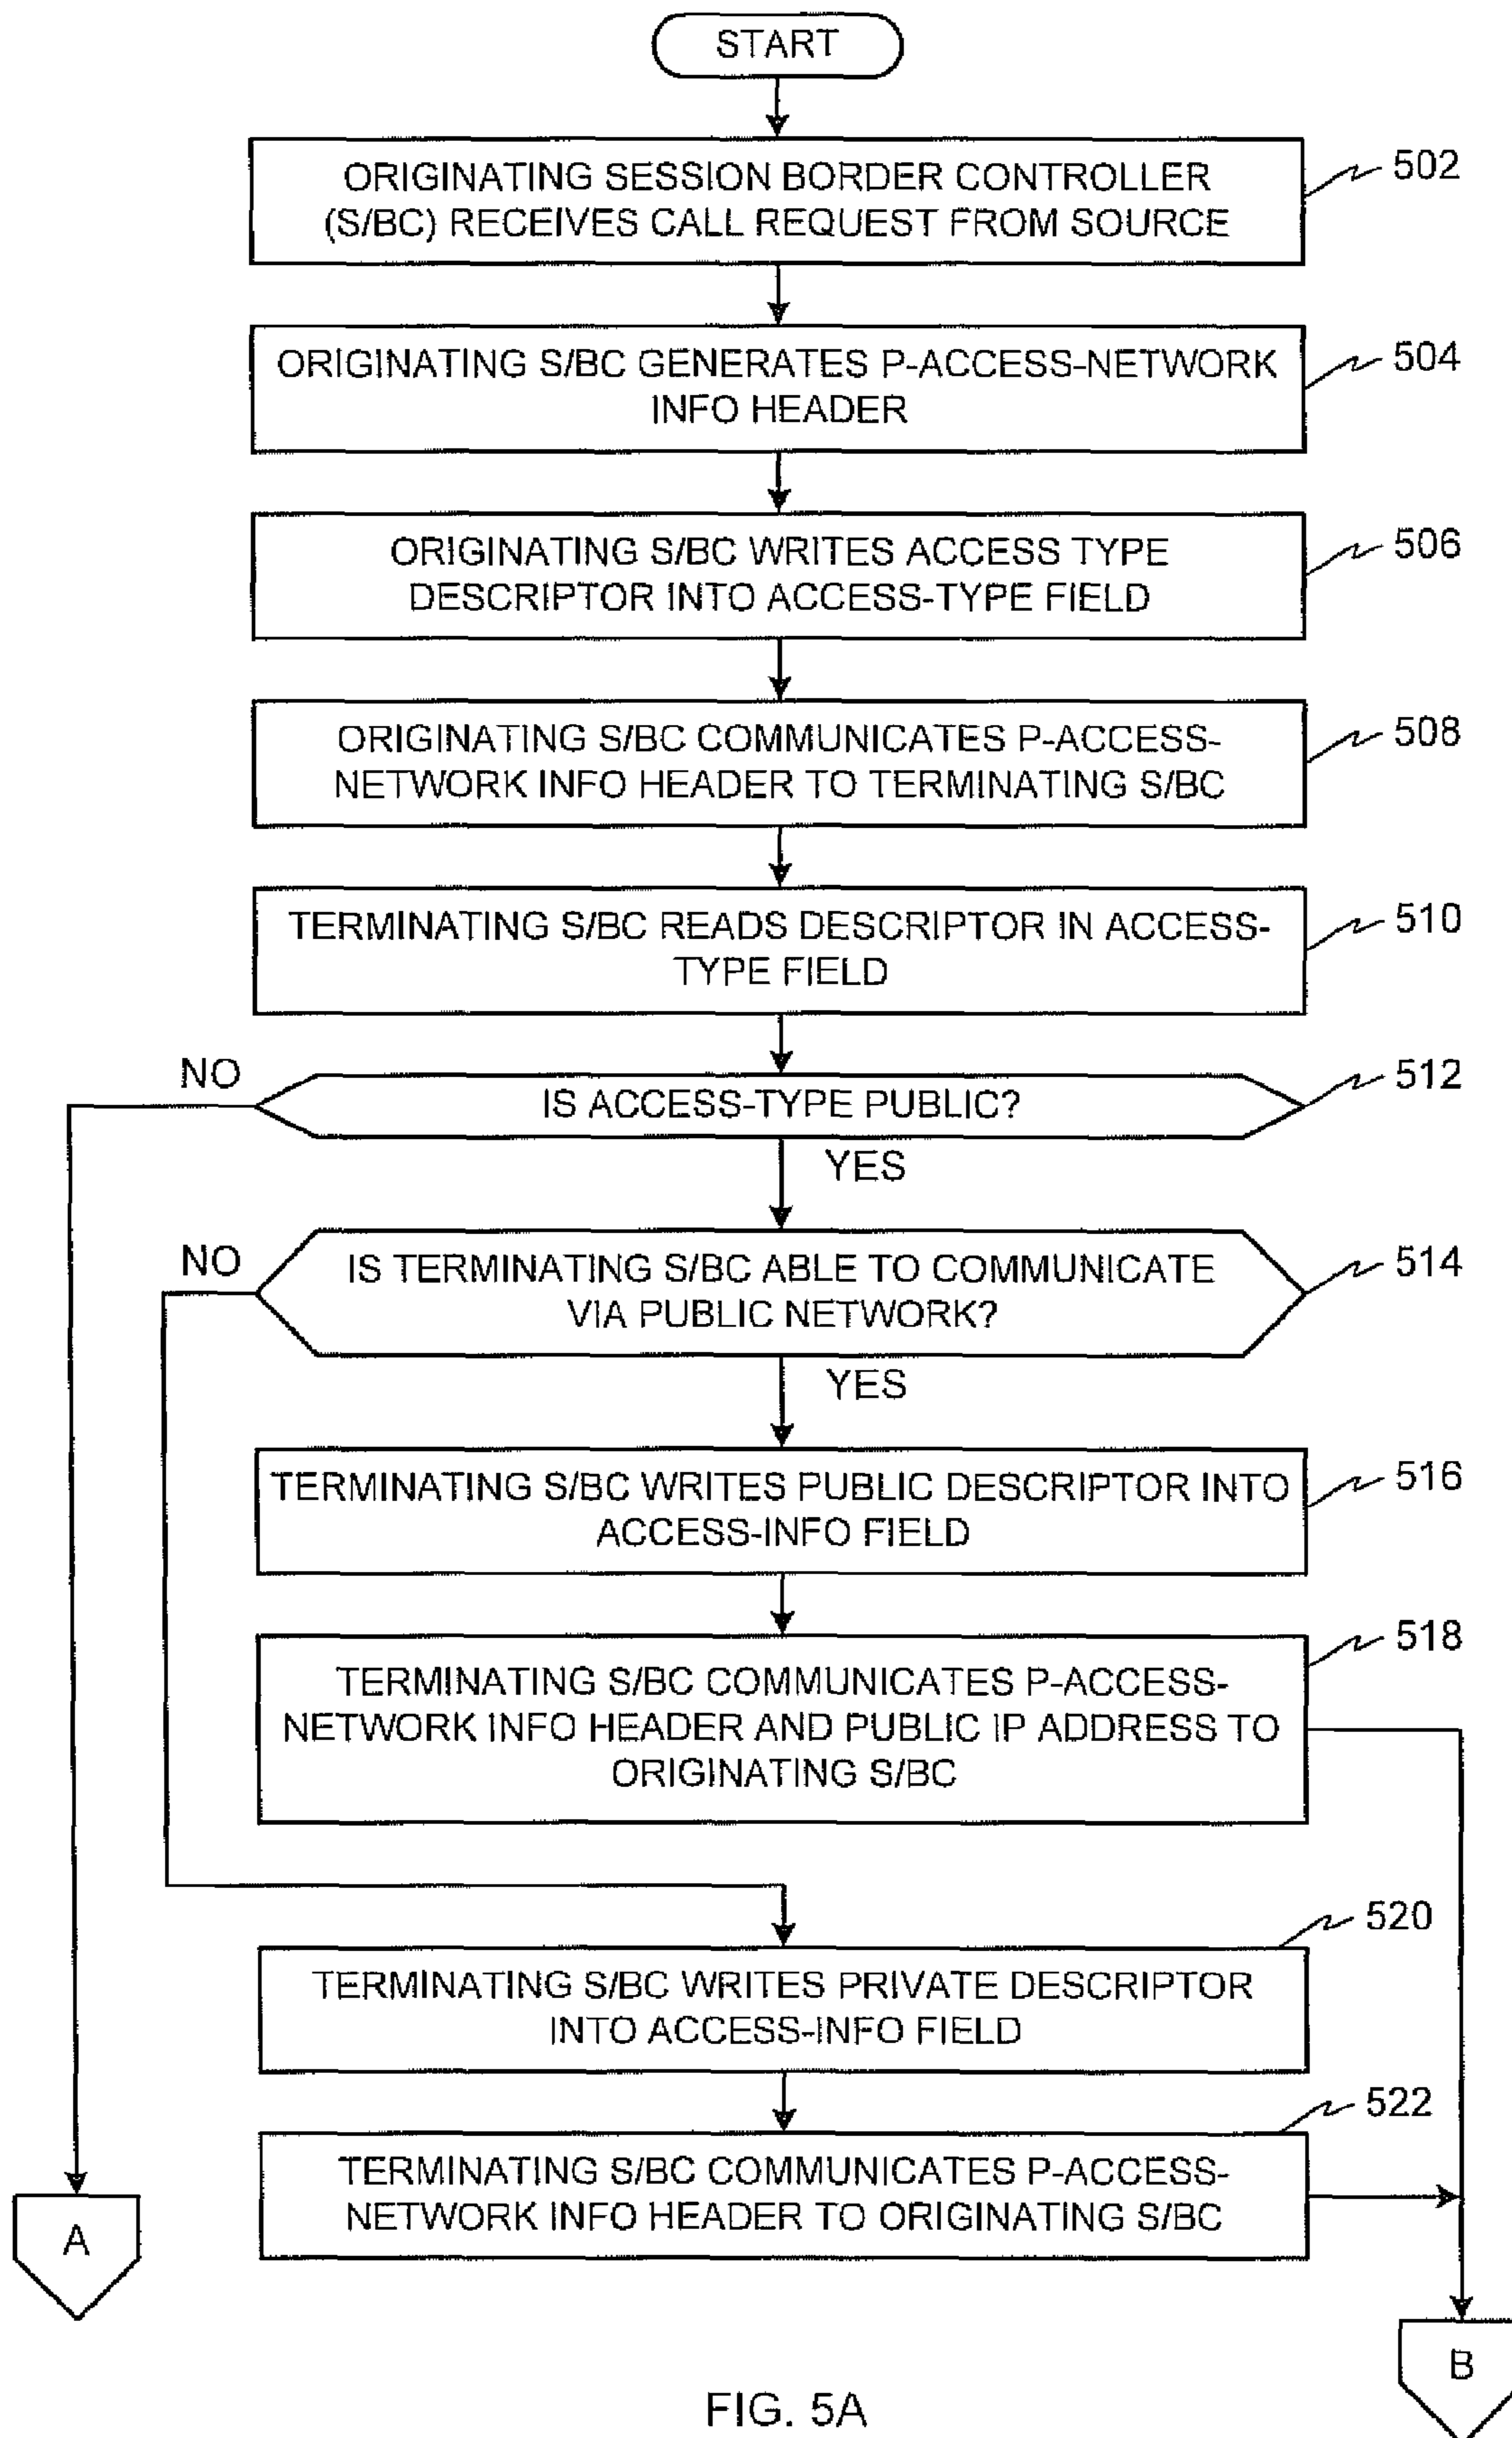 START
ORIGINATING SESSION BORDER CONTROLLER
(S/BC) RECEIVES CALL REQUEST FROM SOURCE
502
ORIGINATING S/BC GENERATES P-ACCESS-NETWORK
INFO HEADER
504
ORIGINATING S/BC WRITES ACCESS TYPE
DESCRIPTOR INTO ACCESS-TYPE FIELD
506
ORIGINATING S/BC COMMUNICATES P-ACCESS-
NETWORK INFO HEADER TO TERMINATING S/BC
508
TERMINATING S/BC READS DESCRIPTOR IN ACCESS-
TYPE FIELD
510
NO
IS ACCESS-TYPE PUBLIC?
512
YES
NO
IS TERMINATING S/BC ABLE TO COMMUNICATE
VIA PUBLIC NETWORK?
514
YES
TERMINATING S/BC WRITES PUBLIC DESCRIPTOR INTO
ACCESS-INFO FIELD
516
TERMINATING S/BC COMMUNICATES P-ACCESS-
NETWORK INFO HEADER AND PUBLIC IP ADDRESS TO
ORIGINATING S/BC
518
TERMINATING S/BC WRITES PRIVATE DESCRIPTOR
INTO ACCESS-INFO FIELD
520
TERMINATING S/BC COMMUNICATES P-ACCESS-
NETWORK INFO HEADER TO ORIGINATING S/BC
522
A
B
FIG. 5A